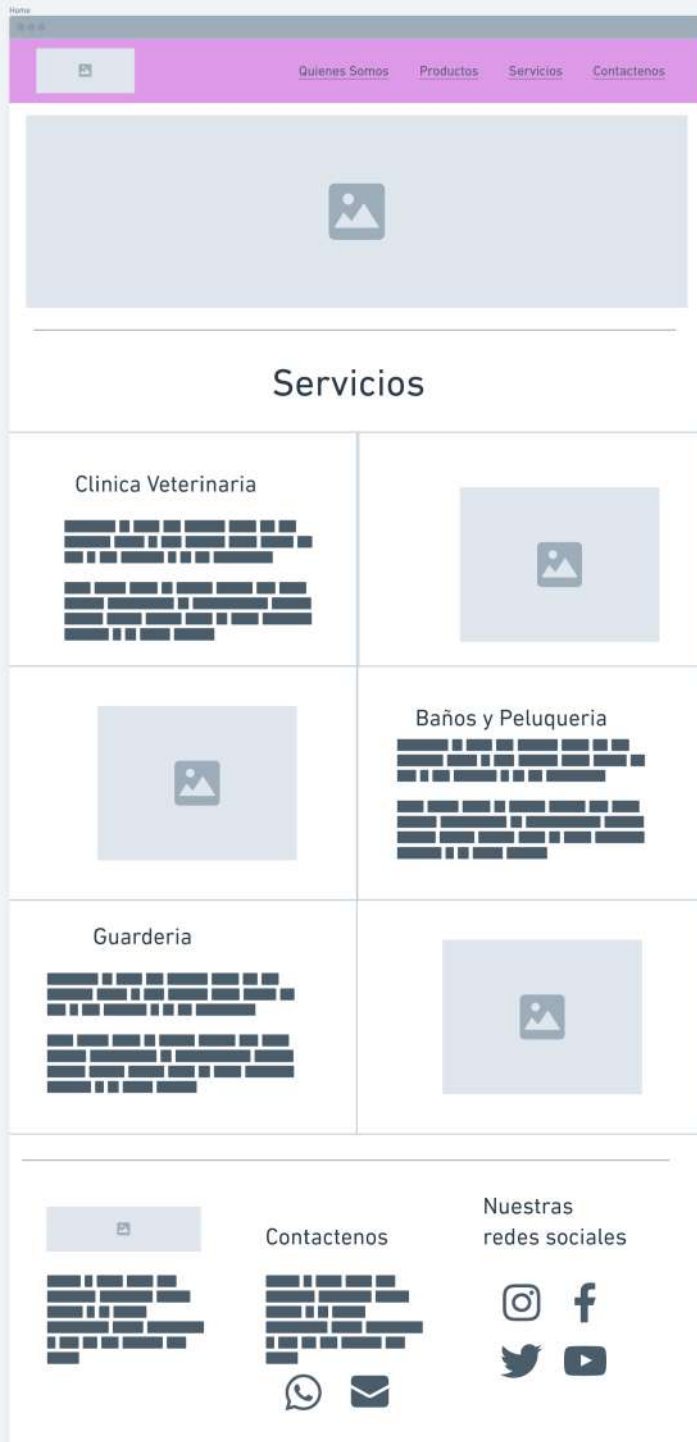 Home
Quienes Somos Productos Servicios Contactenos
Servicios
Clinica Veterinaria
Baños y Peluqueria
Guarderia
Contactenos
Nuestras
redes sociales